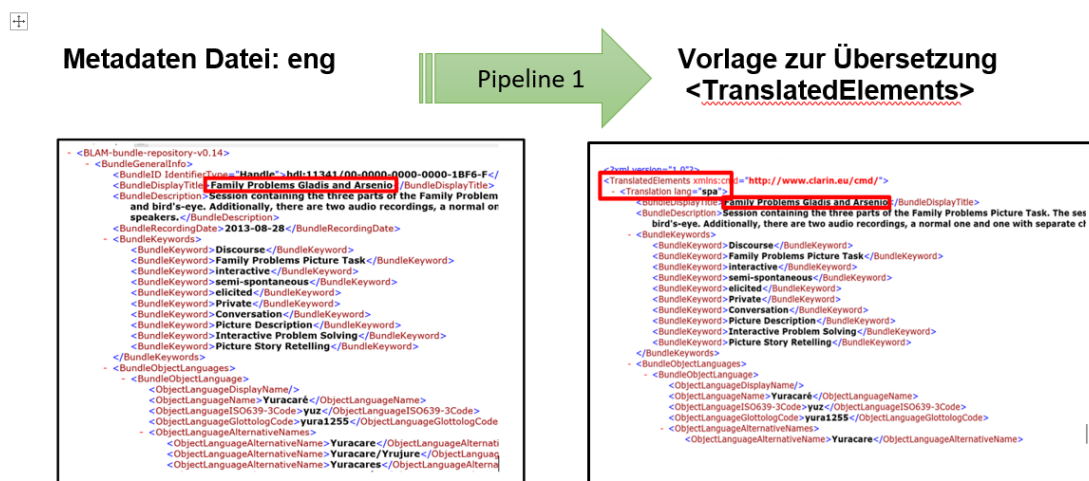 Metadaten Datei: eng
Pipeline 1
Vorlage zur Übersetzung
<TranslatedElements>
- <BLAM-bundle-repository-v0.14>
- <BundleGeneralInfo>
<BundleID IdentifierType="Handle">hdl:11341/00-0000-0000-0000-1BF6-F</
<BundleDisplayTitle>Family Problems Gladis and Arsenio</BundleDisplayTitle>
<BundleDescription>Session containing the three parts of the Family Problem
and bird's-eye. Additionally, there are two audio recordings, a normal on
speakers.</BundleDescription>
<BundleRecordingDate>2013-08-28</BundleRecordingDate>
- <BundleKeywords>
<BundleKeyword>Discourse</BundleKeyword>
<BundleKeyword>Family Problems Picture Task</BundleKeyword>
<BundleKeyword>interactive</BundleKeyword>
<BundleKeyword>semi-spontaneous</BundleKeyword>
<BundleKeyword>elicited</BundleKeyword>
<BundleKeyword>Private</BundleKeyword>
<BundleKeyword>Conversation</BundleKeyword>
<BundleKeyword>Picture Description</BundleKeyword>
<BundleKeyword>Interactive Problem Solving</BundleKeyword>
<BundleKeyword>Picture Story Retelling</BundleKeyword>
</BundleKeywords>
- <BundleObjectLanguages>
- <BundleObjectLanguage>
<ObjectLanguageDisplayName/>
<ObjectLanguageName>Yuracaré</ObjectLanguageName>
<ObjectLanguageISO639-3Code>yuz</ObjectLanguageISO639-3Code>
<ObjectLanguageGlottologCode>yura1255</ObjectLanguageGlottologCode
- <ObjectLanguageAlternativeNames>
<ObjectLanguageAlternativeName>Yuracare</ObjectLanguageAlternati
<ObjectLanguageAlternativeName>Yuracare/Yrujure</ObjectLanguag
<ObjectLanguageAlternativeName>Yuracares</ObjectLanguageAlterna
<?xml version="1.0"?>
<TranslatedElements xmlns:cmd="http://www.clarin.eu/cmd/">
- <Translation lang="spa">
<BundleDisplayTitle>Family Problems Gladis and Arsenio</BundleDisplayTitle>
<BundleDescription>Session containing the three parts of the Family Problems Picture Task. The ses
bird's-eye. Additionally, there are two audio recordings, a normal one and one with separate ch
- <BundleKeywords>
<BundleKeyword>Discourse</BundleKeyword>
<BundleKeyword>Family Problems Picture Task</BundleKeyword>
<BundleKeyword>interactive</BundleKeyword>
<BundleKeyword>semi-spontaneous</BundleKeyword>
<BundleKeyword>elicited</BundleKeyword>
<BundleKeyword>Private</BundleKeyword>
<BundleKeyword>Conversation</BundleKeyword>
<BundleKeyword>Picture Description</BundleKeyword>
<BundleKeyword>Interactive Problem Solving</BundleKeyword>
<BundleKeyword>Picture Story Retelling</BundleKeyword>
</BundleKeywords>
- <BundleObjectLanguages>
- <BundleObjectLanguage>
<ObjectLanguageDisplayName/>
<ObjectLanguageName>Yuracaré</ObjectLanguageName>
<ObjectLanguageISO639-3Code>yuz</ObjectLanguageISO639-3Code>
<ObjectLanguageGlottologCode>yura1255</ObjectLanguageGlottologCode>
- <ObjectLanguageAlternativeNames>
<ObjectLanguageAlternativeName>Yuracare</ObjectLanguageAlternativeName>